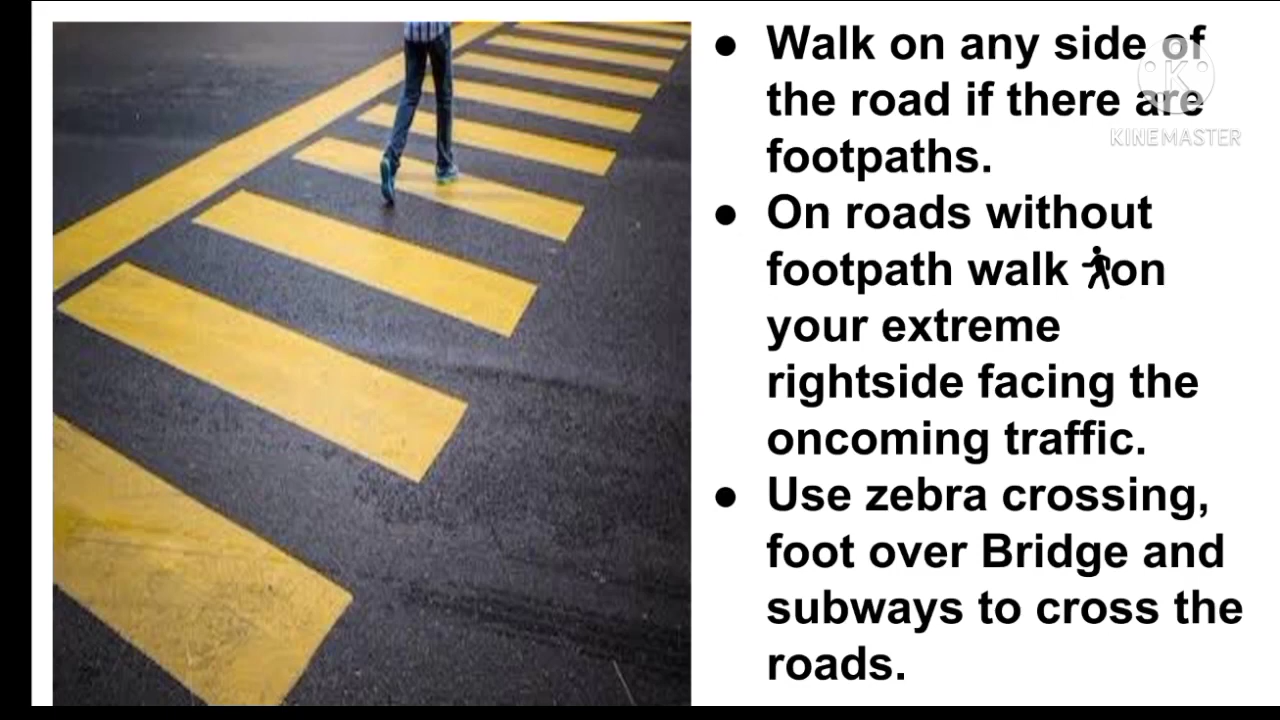 ● Walk on any side of
the road if there are
footpaths.
● On roads without
footpath walk 🚶on
your extreme
rightside facing the
oncoming traffic.
● Use zebra crossing,
foot over Bridge and
subways to cross the
roads.
K
KINEMASTER